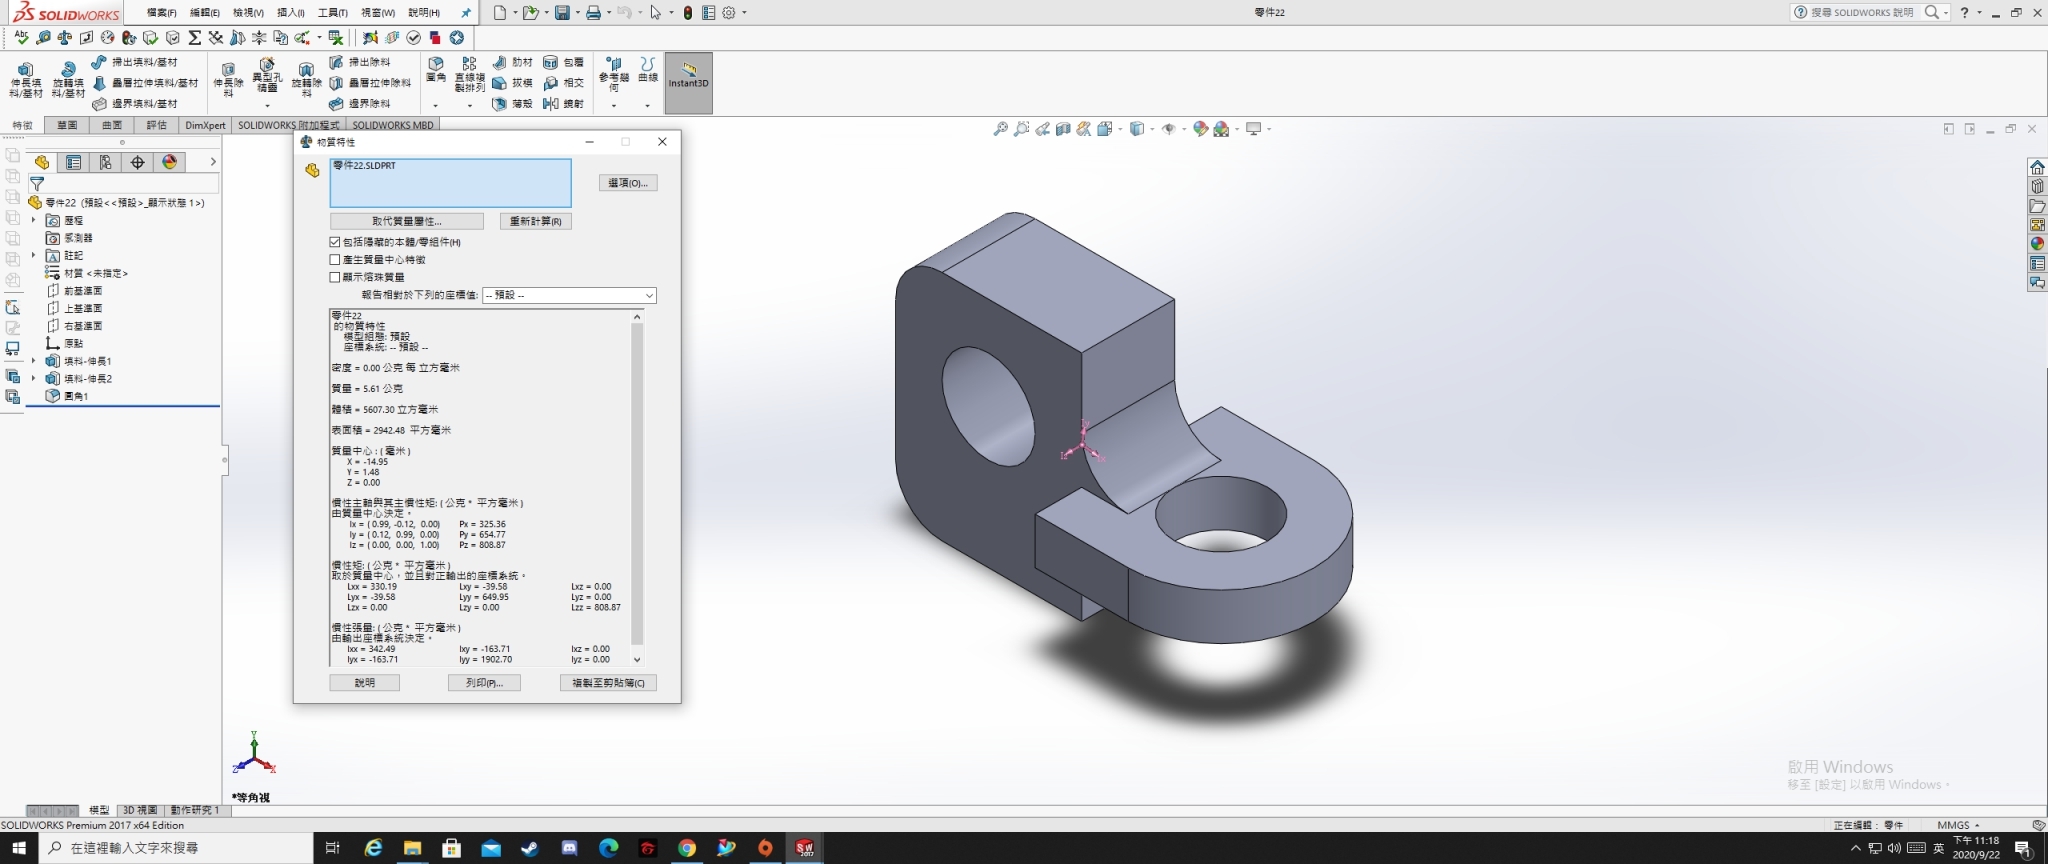 SOLIDWORKS
檔案(F) 編輯(E) 檢視(V) 插入(I) 工具(T) 視窗(W) 說明(H)
零件22
搜尋 SOLIDWORKS 說明
伸長填料/基材
旋轉填料/基材
掃出填料/基材
疊層拉伸填料/基材
邊界填料/基材
伸長除料
異型孔精靈
旋轉除料
掃出除料
疊層拉伸除料
邊界除料
圓角
直線複製排列
肋材
拔模
薄殼
包覆
相交
鏡射
參考幾何
曲線
Instant3D
特徵 草圖 曲面 評估 DimXpert SOLIDWORKS 附加程式 SOLIDWORKS MBD
零件22 (預設<<預設>_顯示狀態 1>)
歷程
感測器
註記
材質 <未指定>
前基準面
上基準面
右基準面
原點
填料-伸長1
填料-伸長2
圓角1
物質特性
零件22.SLDPRT
選項(O)...
取代質量屬性... 重新計算(R)
包括隱藏的本體/零組件(H)
產生質量中心特徵
顯示熔珠質量
報告相對於下列的座標值: -- 預設 --
零件22
的物質特性
模型組態: 預設
座標系統: -- 預設 --
密度 = 0.00 公克 每 立方毫米
質量 = 5.61 公克
體積 = 5607.30 立方毫米
表面積 = 2942.48 平方毫米
質量中心 : ( 毫米 )
X = -14.95
Y = 1.48
Z = 0.00
慣性主軸與其主慣性矩: ( 公克 * 平方毫米 )
由質量中心決定。
Ix = ( 0.99, -0.12, 0.00) Px = 325.36
Iy = ( 0.12, 0.99, 0.00) Py = 654.77
Iz = ( 0.00, 0.00, 1.00) Pz = 808.87
慣性矩: ( 公克 * 平方毫米 )
取於質量中心，並且對正輸出的座標系統。
Lxx = 330.19 Lxy = -39.58 Lxz = 0.00
Lyx = -39.58 Lyy = 649.95 Lyz = 0.00
Lzx = 0.00 Lzy = 0.00 Lzz = 808.87
慣性張量: ( 公克 * 平方毫米 )
由輸出座標系統決定。
Ixx = 342.49 Ixy = -163.71 Ixz = 0.00
Iyx = -163.71 Iyy = 1902.70 Iyz = 0.00
說明 列印(P)... 複製至剪貼簿(C)
Y
Z X
*等角視
啟用 Windows
移至 [設定] 以啟用 Windows。
模型 3D 視圖 動作研究 1
SOLIDWORKS Premium 2017 x64 Edition
正在編輯： 零件 MMGS
在這裡輸入文字來搜尋
英
下午 11:18
2020/9/22